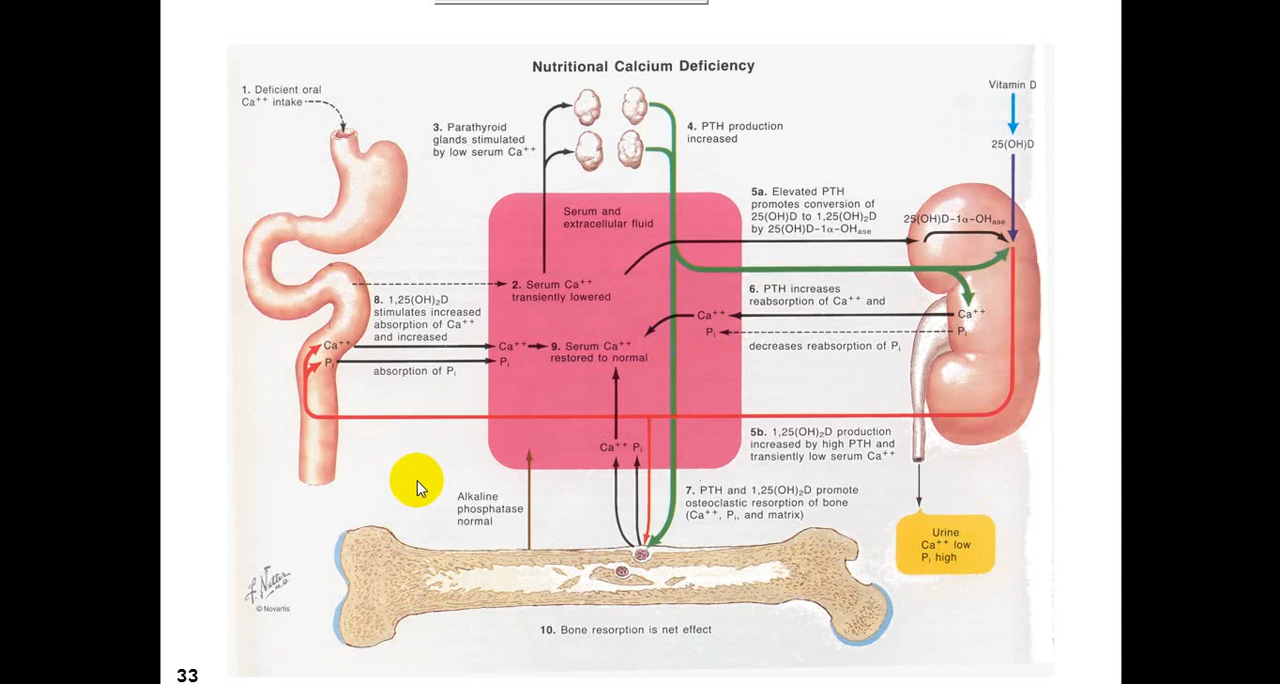 Nutritional Calcium Deficiency
1. Deficient oral
Ca⁺⁺ intake
3. Parathyroid
glands stimulated
by low serum Ca⁺⁺
4. PTH production
increased
Vitamin D
25(OH)D
Serum and
extracellular fluid
5a. Elevated PTH
promotes conversion of
25(OH)D to 1,25(OH)₂D
by 25(OH)D-1α-OHase
25(OH)D-1α-OHase
2. Serum Ca⁺⁺
transiently lowered
8. 1,25(OH)₂D
stimulates increased
absorption of Ca⁺⁺
and increased
absorption of Pᵢ
Ca⁺⁺
Pᵢ
Ca⁺⁺
Pᵢ
9. Serum Ca⁺⁺
restored to normal
Ca⁺⁺
Pᵢ
6. PTH increases
reabsorption of Ca⁺⁺ and
decreases reabsorption of Pᵢ
Ca⁺⁺
Pᵢ
5b. 1,25(OH)₂D production
increased by high PTH and
transiently low serum Ca⁺⁺
Ca⁺⁺ Pᵢ
Alkaline
phosphatase
normal
7. PTH and 1,25(OH)₂D promote
osteoclastic resorption of bone
(Ca⁺⁺, Pᵢ, and matrix)
Urine
Ca⁺⁺ low
Pᵢ high
F. Netter
M.D.
© Novartis
10. Bone resorption is net effect
33